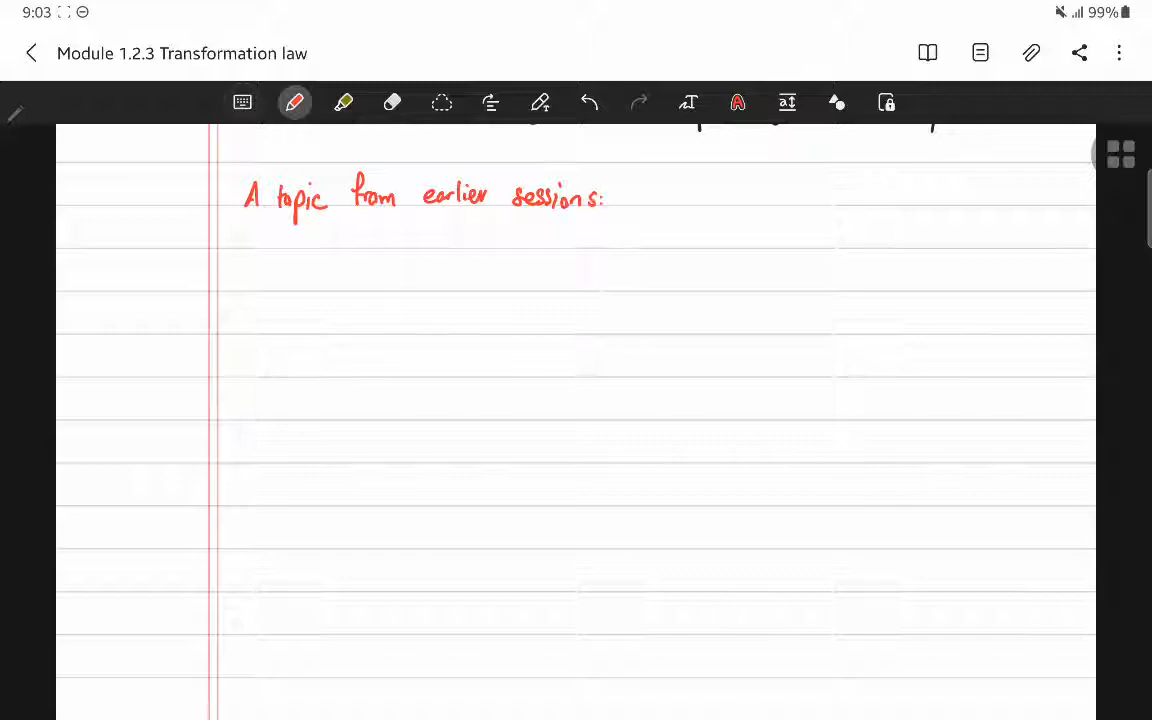 9:03 99%
Module 1.2.3 Transformation law
A topic from earlier sessions: